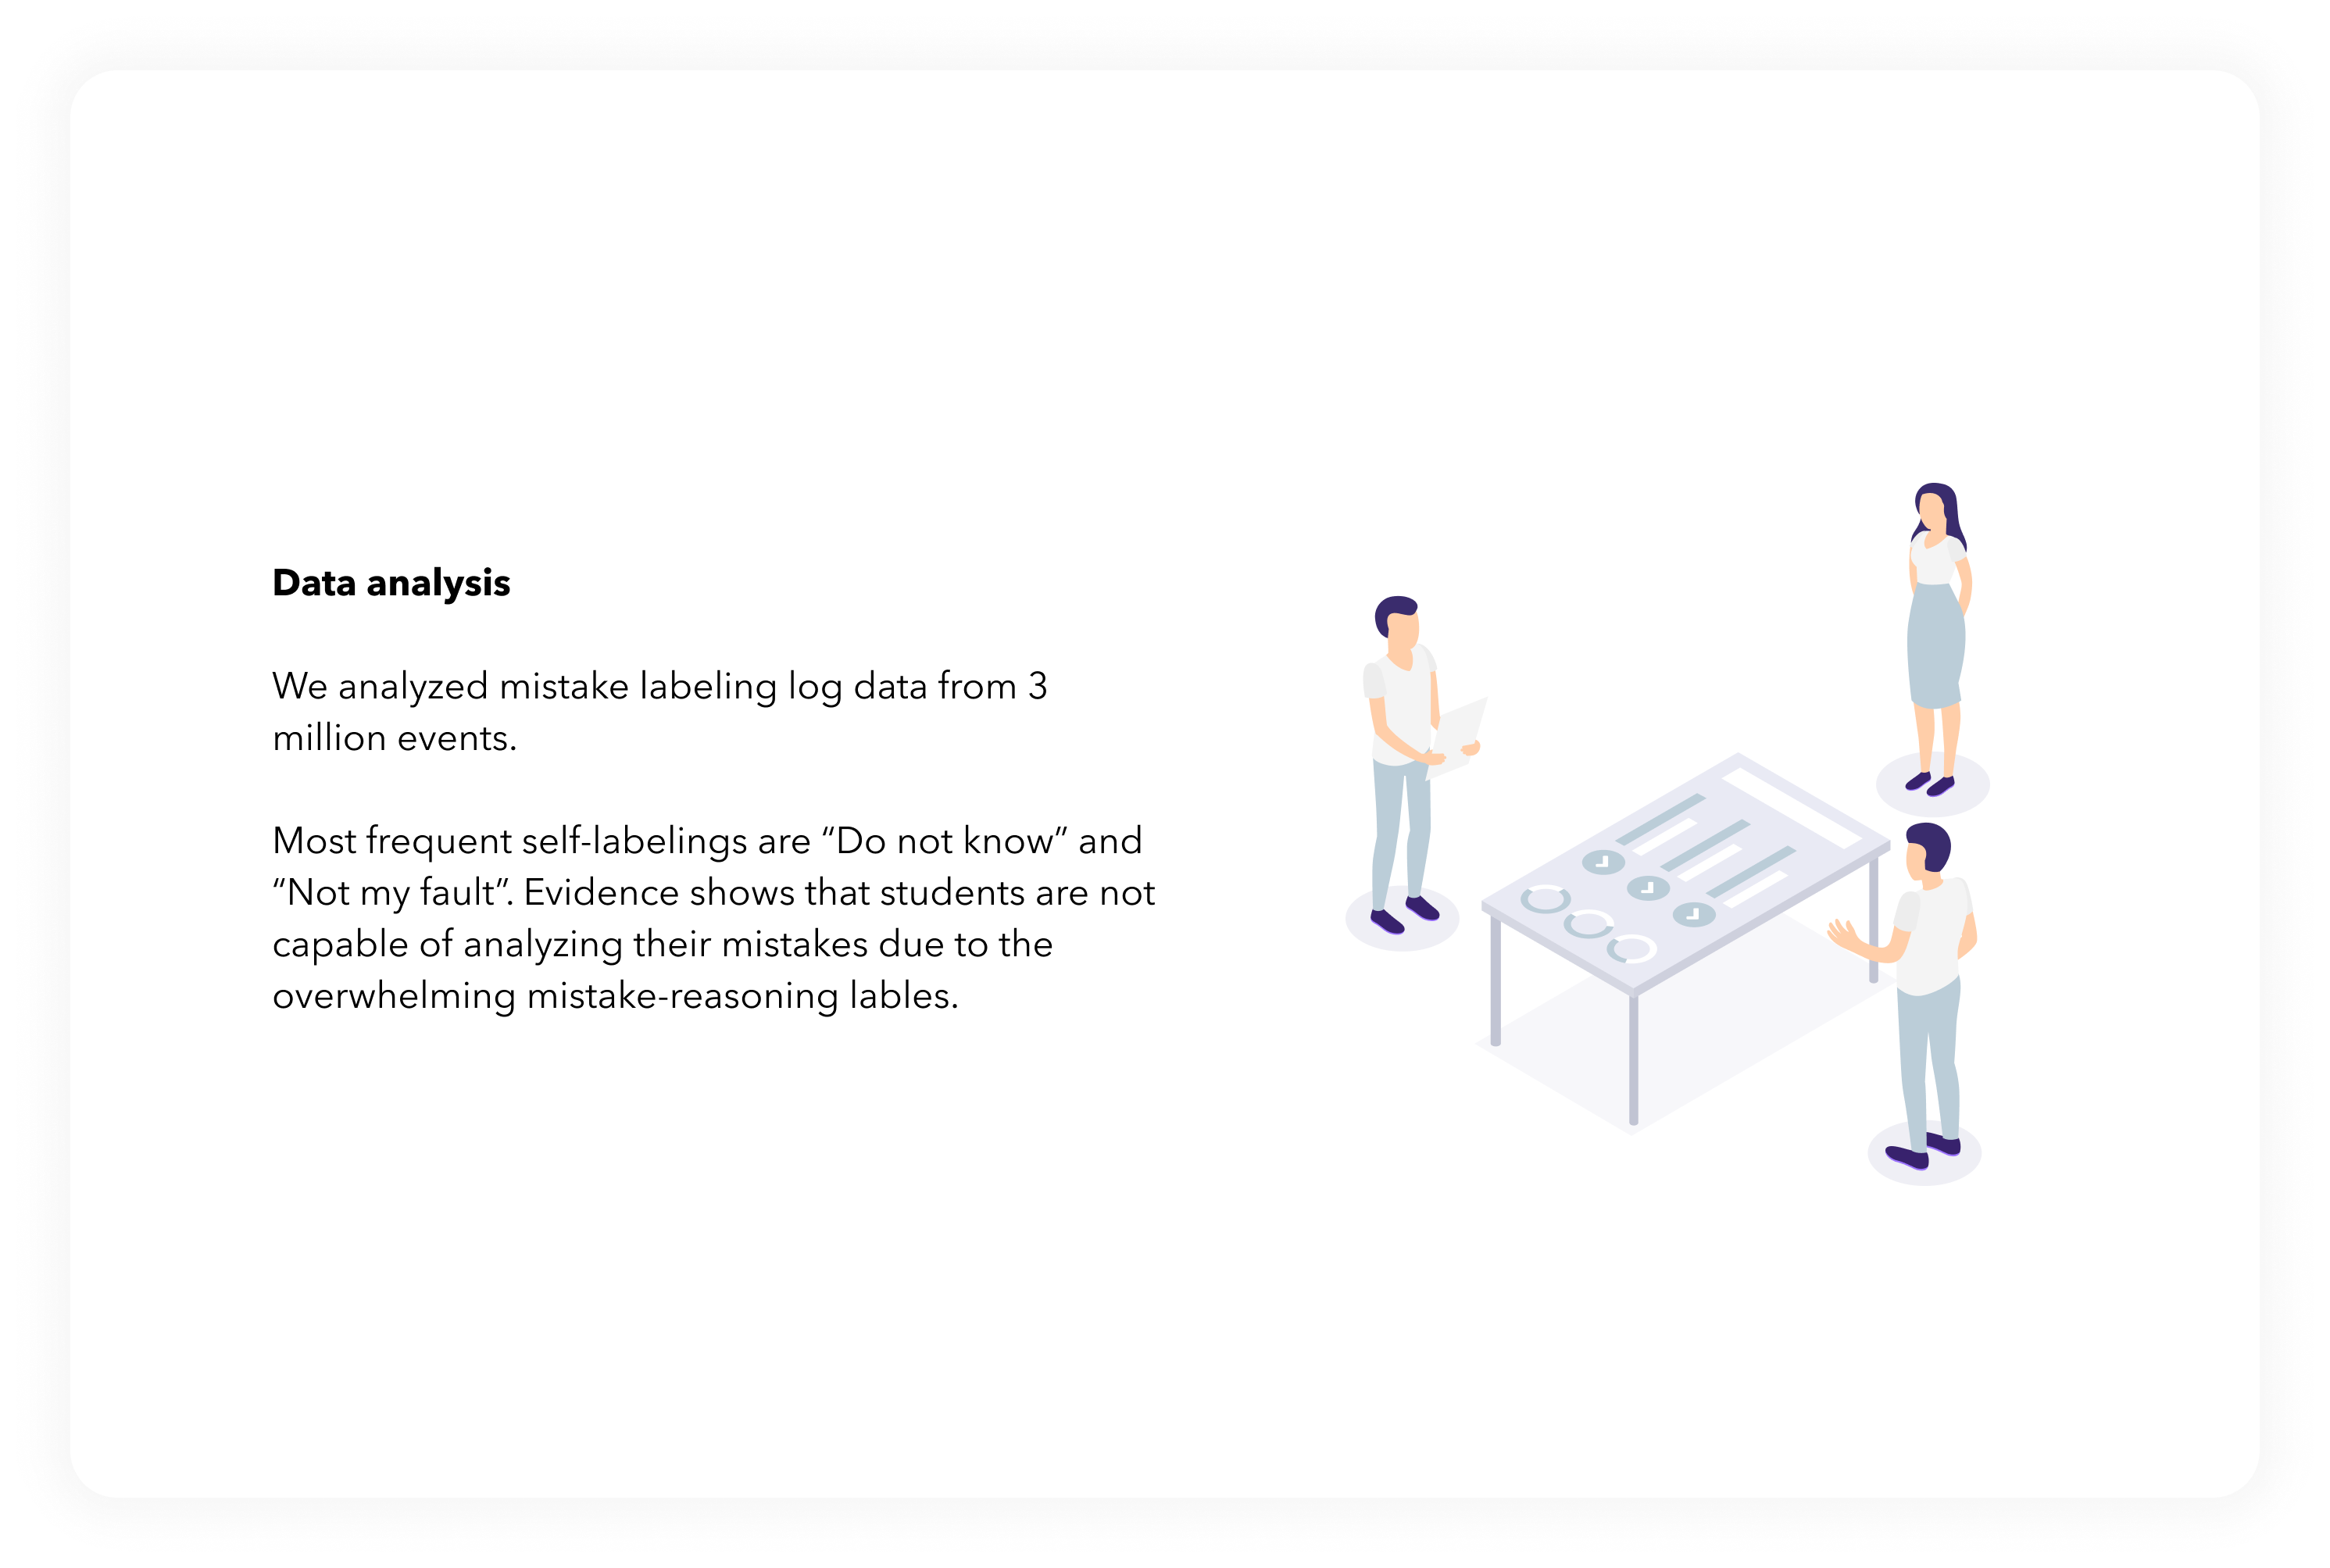 Data analysis
We analyzed mistake labeling log data from 3
million events.
Most frequent self-labelings are “Do not know” and
“Not my fault”. Evidence shows that students are not
capable of analyzing their mistakes due to the
overwhelming mistake-reasoning lables.